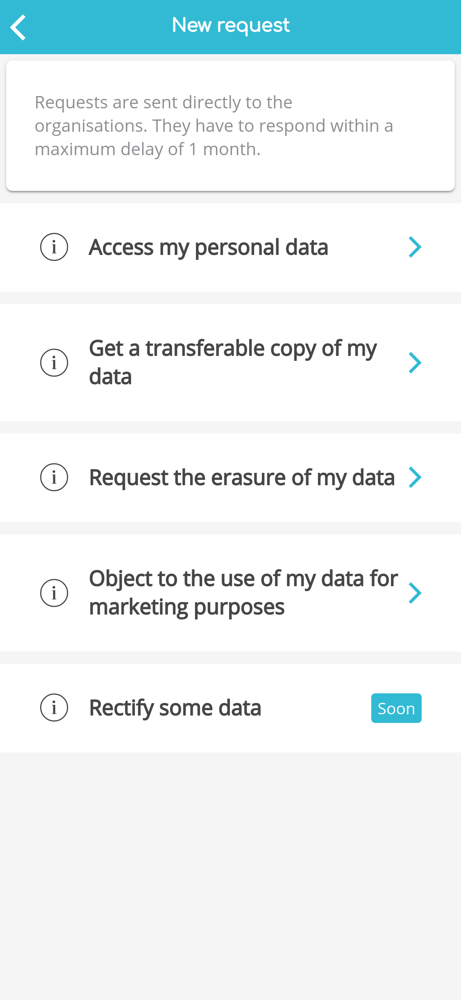 New request
Requests are sent directly to the
organisations. They have to respond within a
maximum delay of 1 month.
i Access my personal data
i Get a transferable copy of my
data
i Request the erasure of my data
i Object to the use of my data for
marketing purposes
i Rectify some data Soon